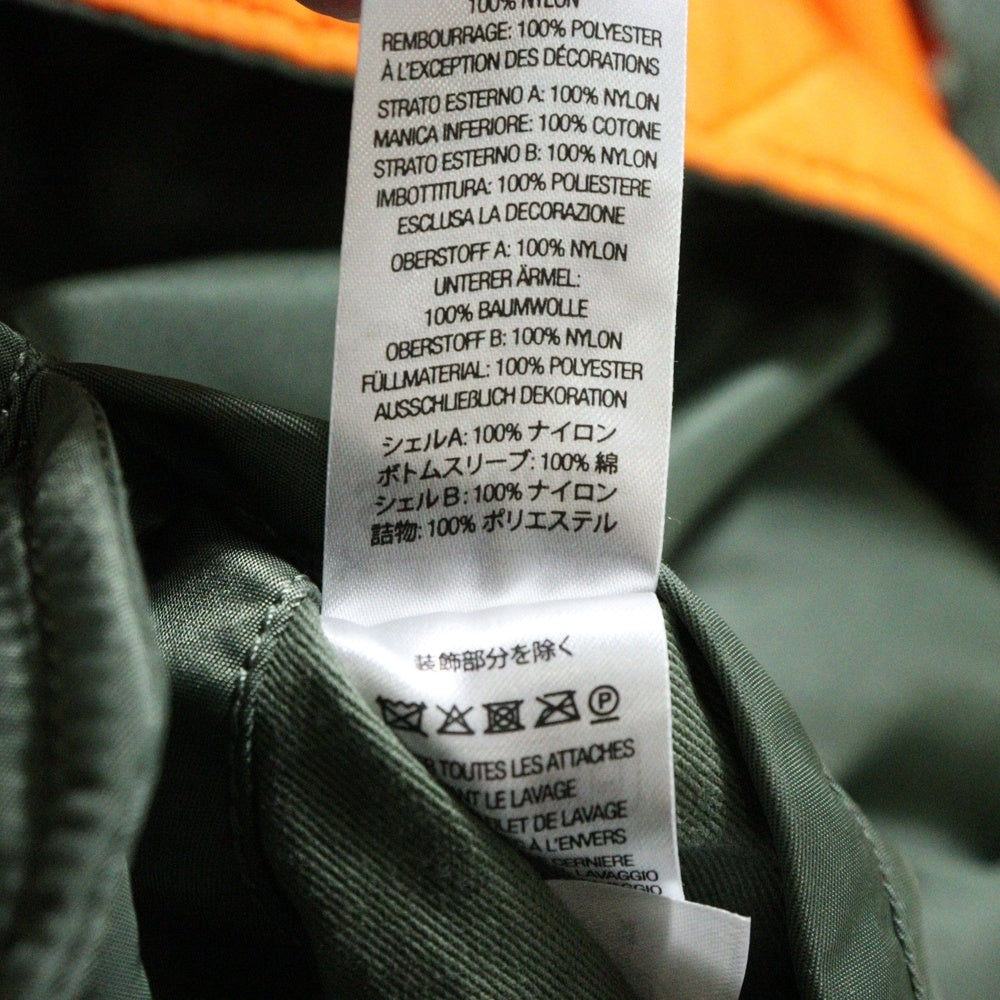 100% NYLON
REMBOURRAGE: 100% POLYESTER
À L'EXCEPTION DES DÉCORATIONS
STRATO ESTERNO A: 100% NYLON
MANICA INFERIORE: 100% COTONE
STRATO ESTERNO B: 100% NYLON
IMBOTTITURA: 100% POLIESTERE
ESCLUSA LA DECORAZIONE
OBERSTOFF A: 100% NYLON
UNTERER ÄRMEL:
100% BAUMWOLLE
OBERSTOFF B: 100% NYLON
FÜLLMATERIAL: 100% POLYESTER
AUSSCHLIEßLICH DEKORATION
シェルA: 100% ナイロン
ボトムスリーブ: 100% 綿
シェルB: 100% ナイロン
詰物: 100% ポリエステル
装飾部分を除く
P
TOUTES LES ATTACHES
LE LAVAGE
DE LAVAGE
À L'ENVERS
LAVAGGIO